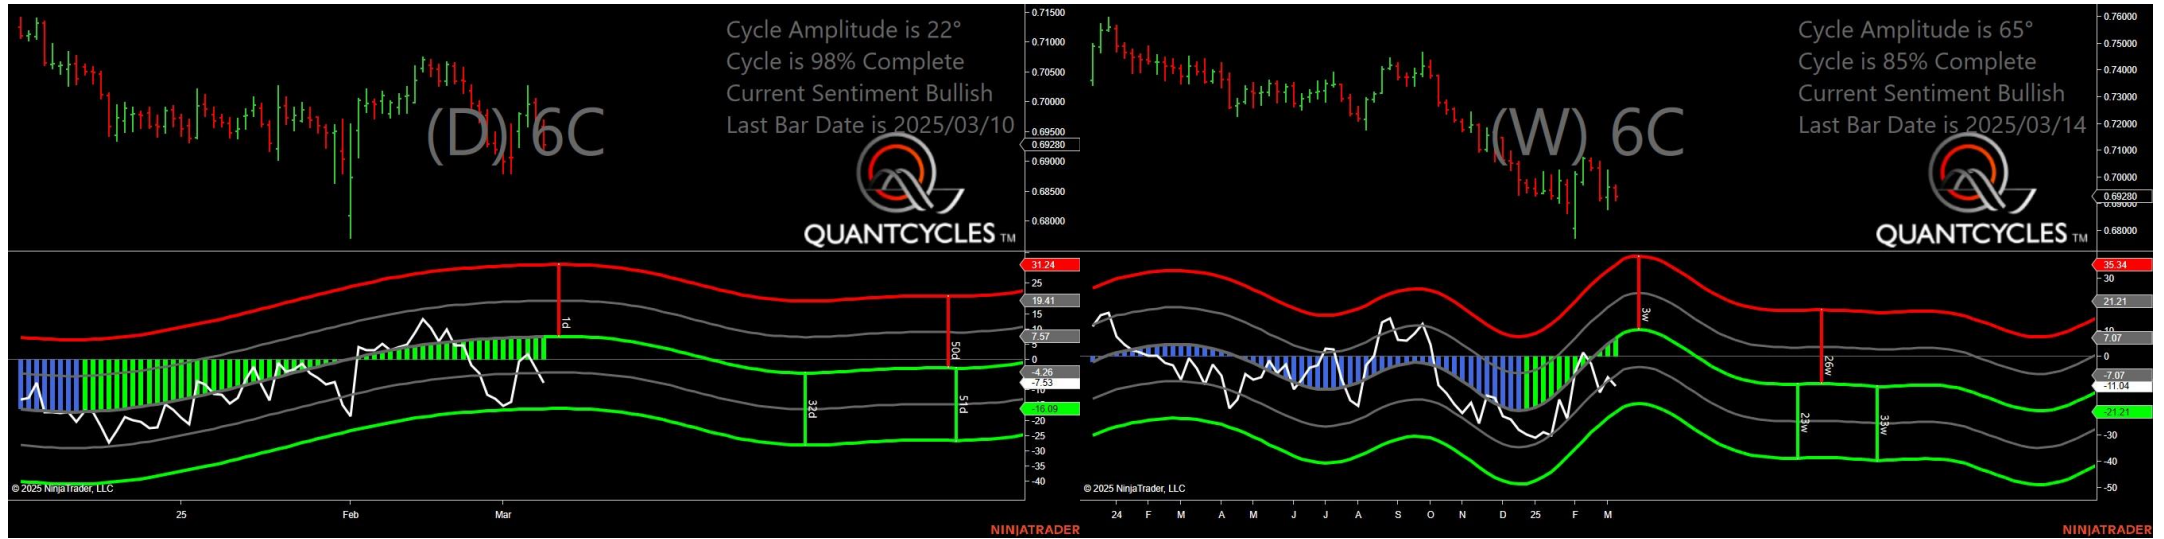 Cycle Amplitude is 22°
Cycle is 98% Complete
Current Sentiment Bullish
Last Bar Date is 2025/03/10
(D) 6C
QUANTCYCLES TM
0.71500
0.71000
0.70500
0.70000
0.69500
0.69280
0.69000
0.68500
0.68000
31.24
25
19.41
15
10
7.57
5
0
-4.26
-7.53
-10
-16.09
-20
-25
-30
-35
-40
1d
32d
50d
51d
© 2025 NinjaTrader, LLC
25 Feb Mar
NINJATRADER
Cycle Amplitude is 65°
Cycle is 85% Complete
Current Sentiment Bullish
Last Bar Date is 2025/03/14
(W) 6C
QUANTCYCLES TM
0.76000
0.75000
0.74000
0.73000
0.72000
0.71000
0.70000
0.69280
0.69000
0.68000
35.34
30
21.21
10
7.07
0
-7.07
-11.04
-21.21
-30
-40
-50
3w
26w
23w
33w
© 2025 NinjaTrader, LLC
24 F M A M J J A S O N D 25 F M
NINJATRADER